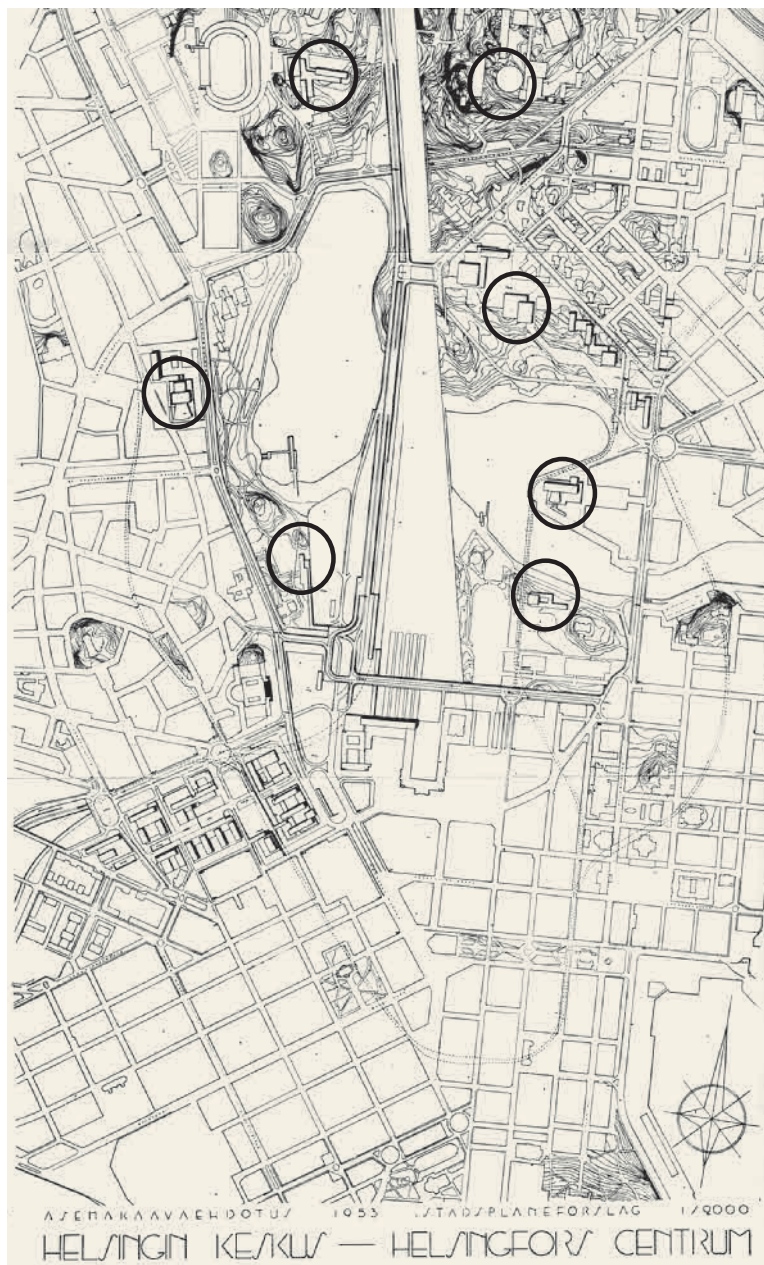 ASEMAKAAVAEHDOTUS 1953 STADSPLANEFÖRSLAG 1/2000
HELSINGIN KESKUS — HELSINGFORS CENTRUM